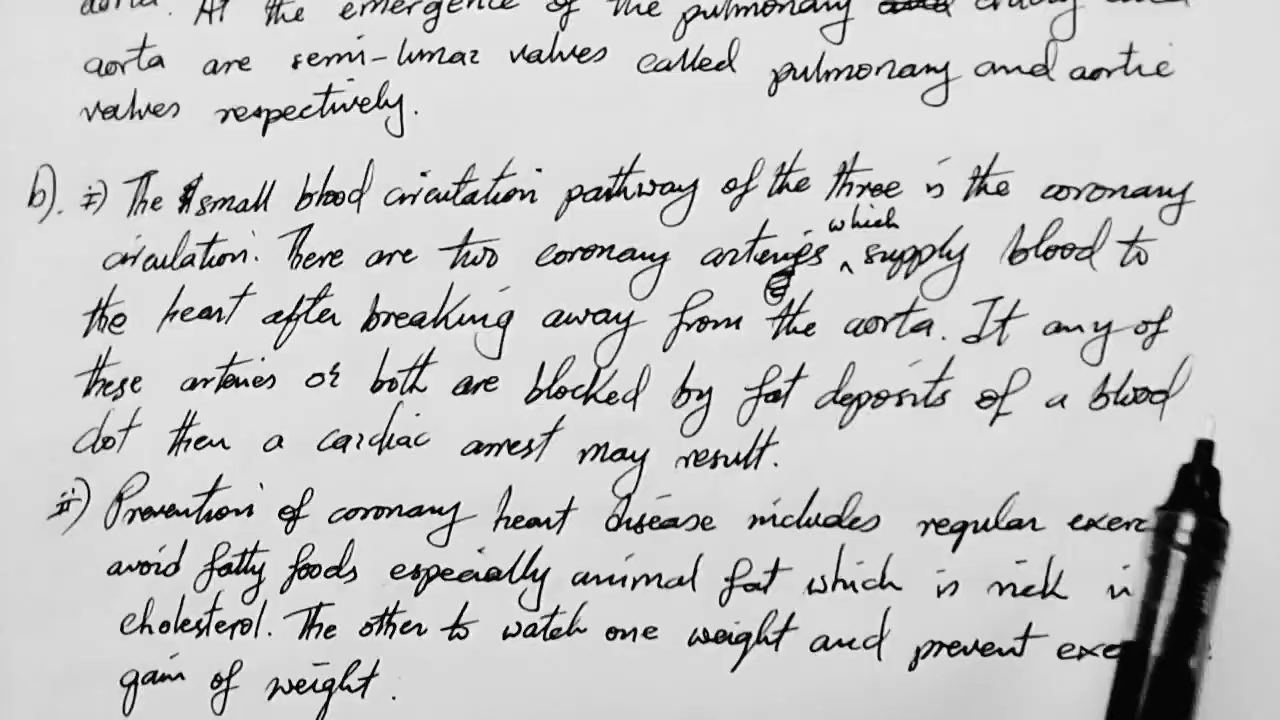 aorta. At the emergence of the pulmonary
aorta are semi-lunar valves called pulmonary and aortic
valves respectively.
b). i) The small blood circulation pathway of the three is the coronary
circulation. There are two coronary arteries which supply blood to
the heart after breaking away from the aorta. If any of
these arteries or both are blocked by fat deposits of a blood
clot then a cardiac arrest may result.
ii) Prevention of coronary heart disease includes regular exerc
avoid fatty foods especially animal fat which is rich in
cholesterol. The other to watch one weight and prevent exce
gain of weight.